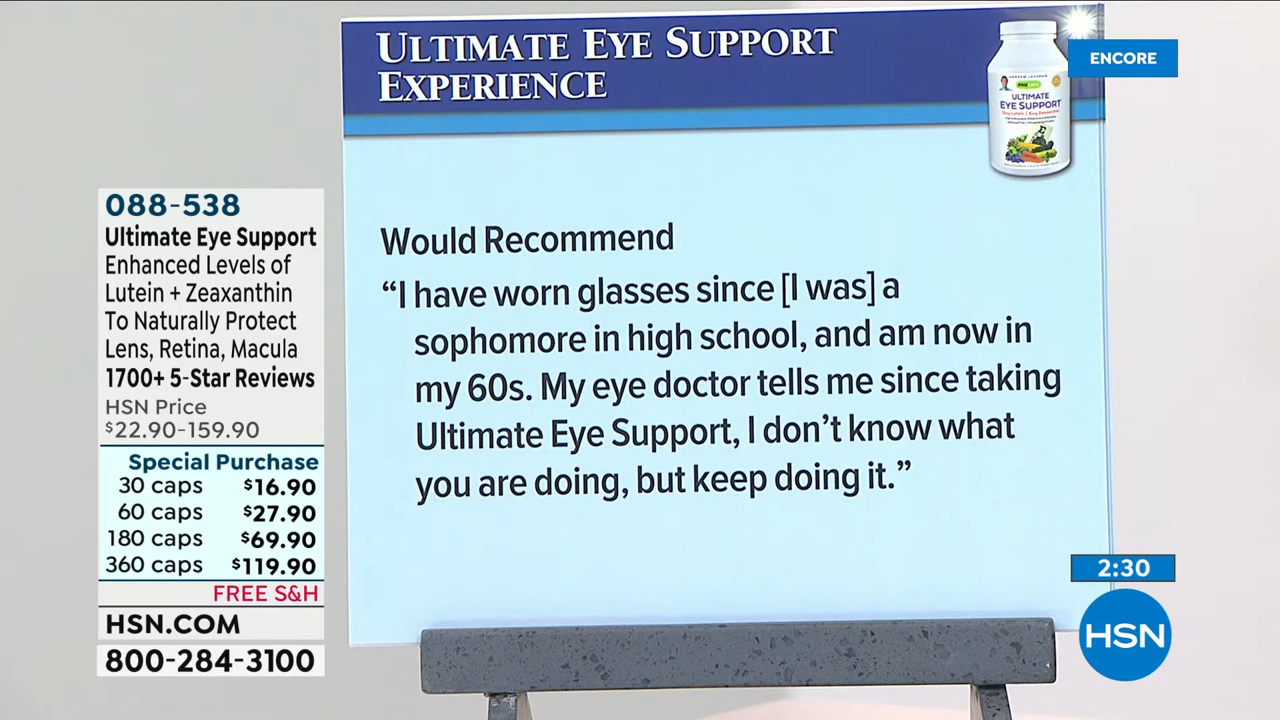 ULTIMATE EYE SUPPORT
EXPERIENCE
ENCORE
ULTIMATE
EYE SUPPORT
Would Recommend
“I have worn glasses since [I was] a
sophomore in high school, and am now in
my 60s. My eye doctor tells me since taking
Ultimate Eye Support, I don’t know what
you are doing, but keep doing it.”
088-538
Ultimate Eye Support
Enhanced Levels of
Lutein + Zeaxanthin
To Naturally Protect
Lens, Retina, Macula
1700+ 5-Star Reviews
HSN Price
$22.90-159.90
Special Purchase
30 caps $16.90
60 caps $27.90
180 caps $69.90
360 caps $119.90
FREE S&H
HSN.COM
800-284-3100
2:30
HSN